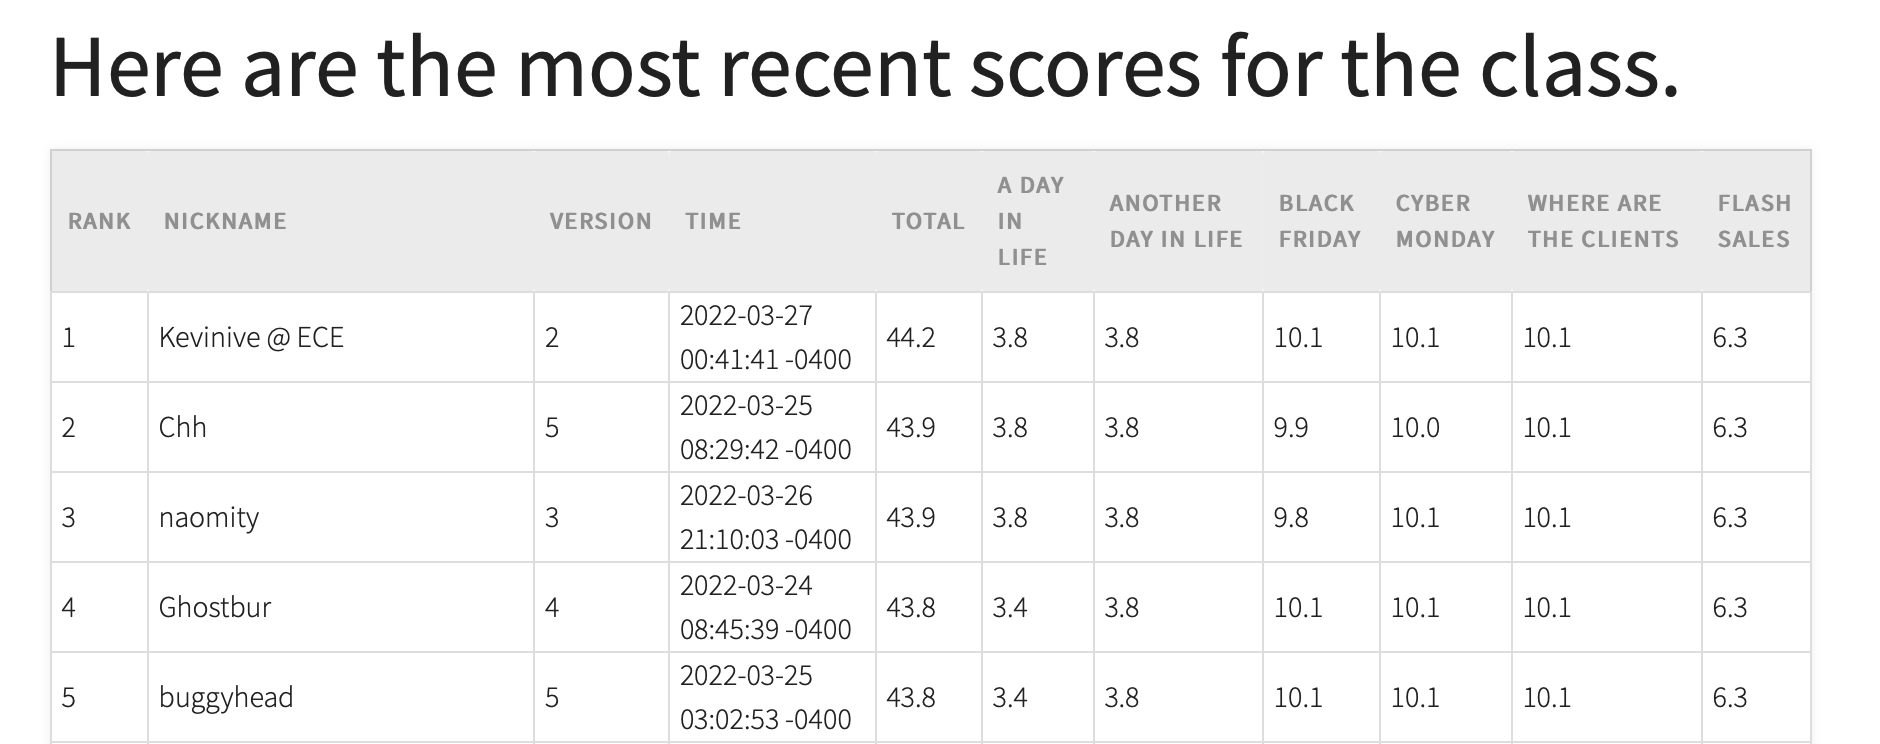 Here are the most recent scores for the class.
RANK NICKNAME VERSION TIME TOTAL A DAY IN LIFE ANOTHER DAY IN LIFE BLACK FRIDAY CYBER MONDAY WHERE ARE THE CLIENTS FLASH SALES
1 Kevinive @ ECE 2 2022-03-27 00:41:41 -0400 44.2 3.8 3.8 10.1 10.1 10.1 6.3
2 Chh 5 2022-03-25 08:29:42 -0400 43.9 3.8 3.8 9.9 10.0 10.1 6.3
3 naomity 3 2022-03-26 21:10:03 -0400 43.9 3.8 3.8 9.8 10.1 10.1 6.3
4 Ghostbur 4 2022-03-24 08:45:39 -0400 43.8 3.4 3.8 10.1 10.1 10.1 6.3
5 buggyhead 5 2022-03-25 03:02:53 -0400 43.8 3.4 3.8 10.1 10.1 10.1 6.3